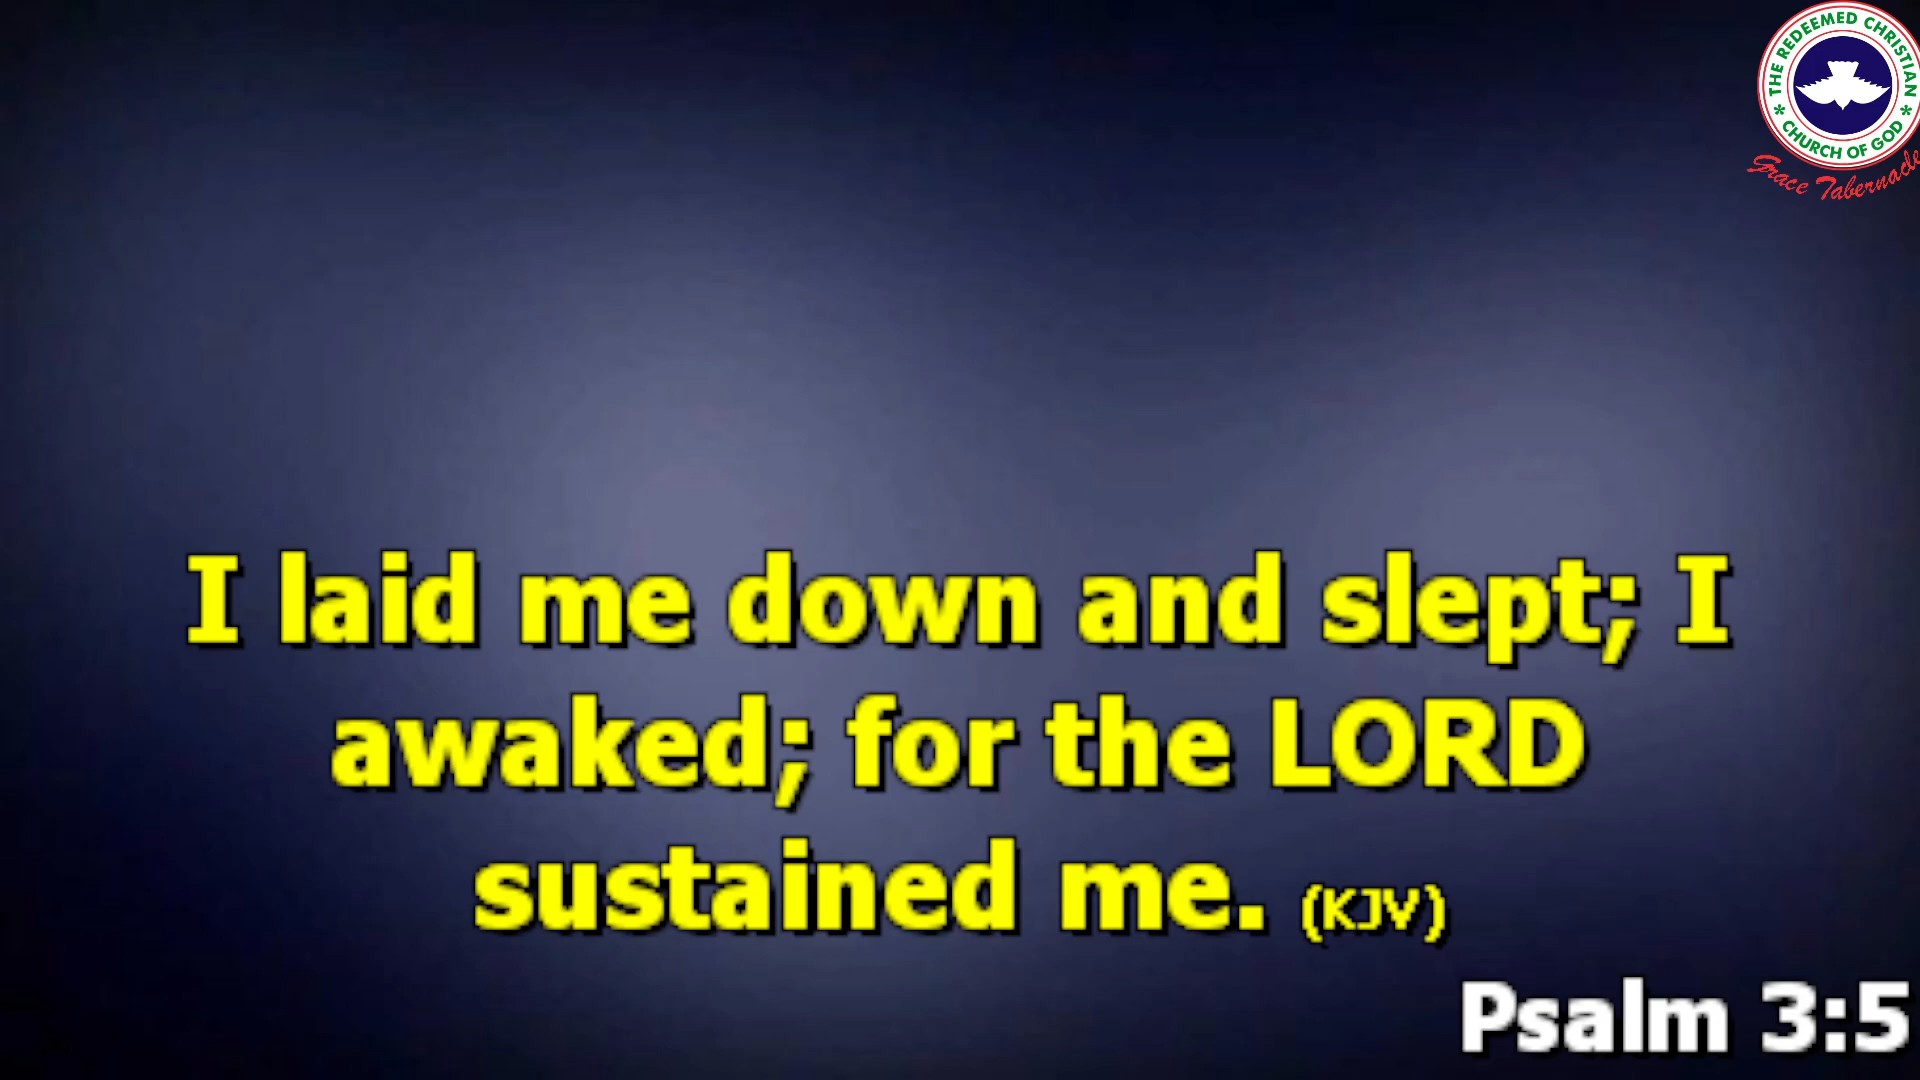 THE REDEEMED CHRISTIAN
* CHURCH OF GOD *
Grace Tabernacle
I laid me down and slept; I
awaked; for the LORD
sustained me. (KJV)
Psalm 3:5